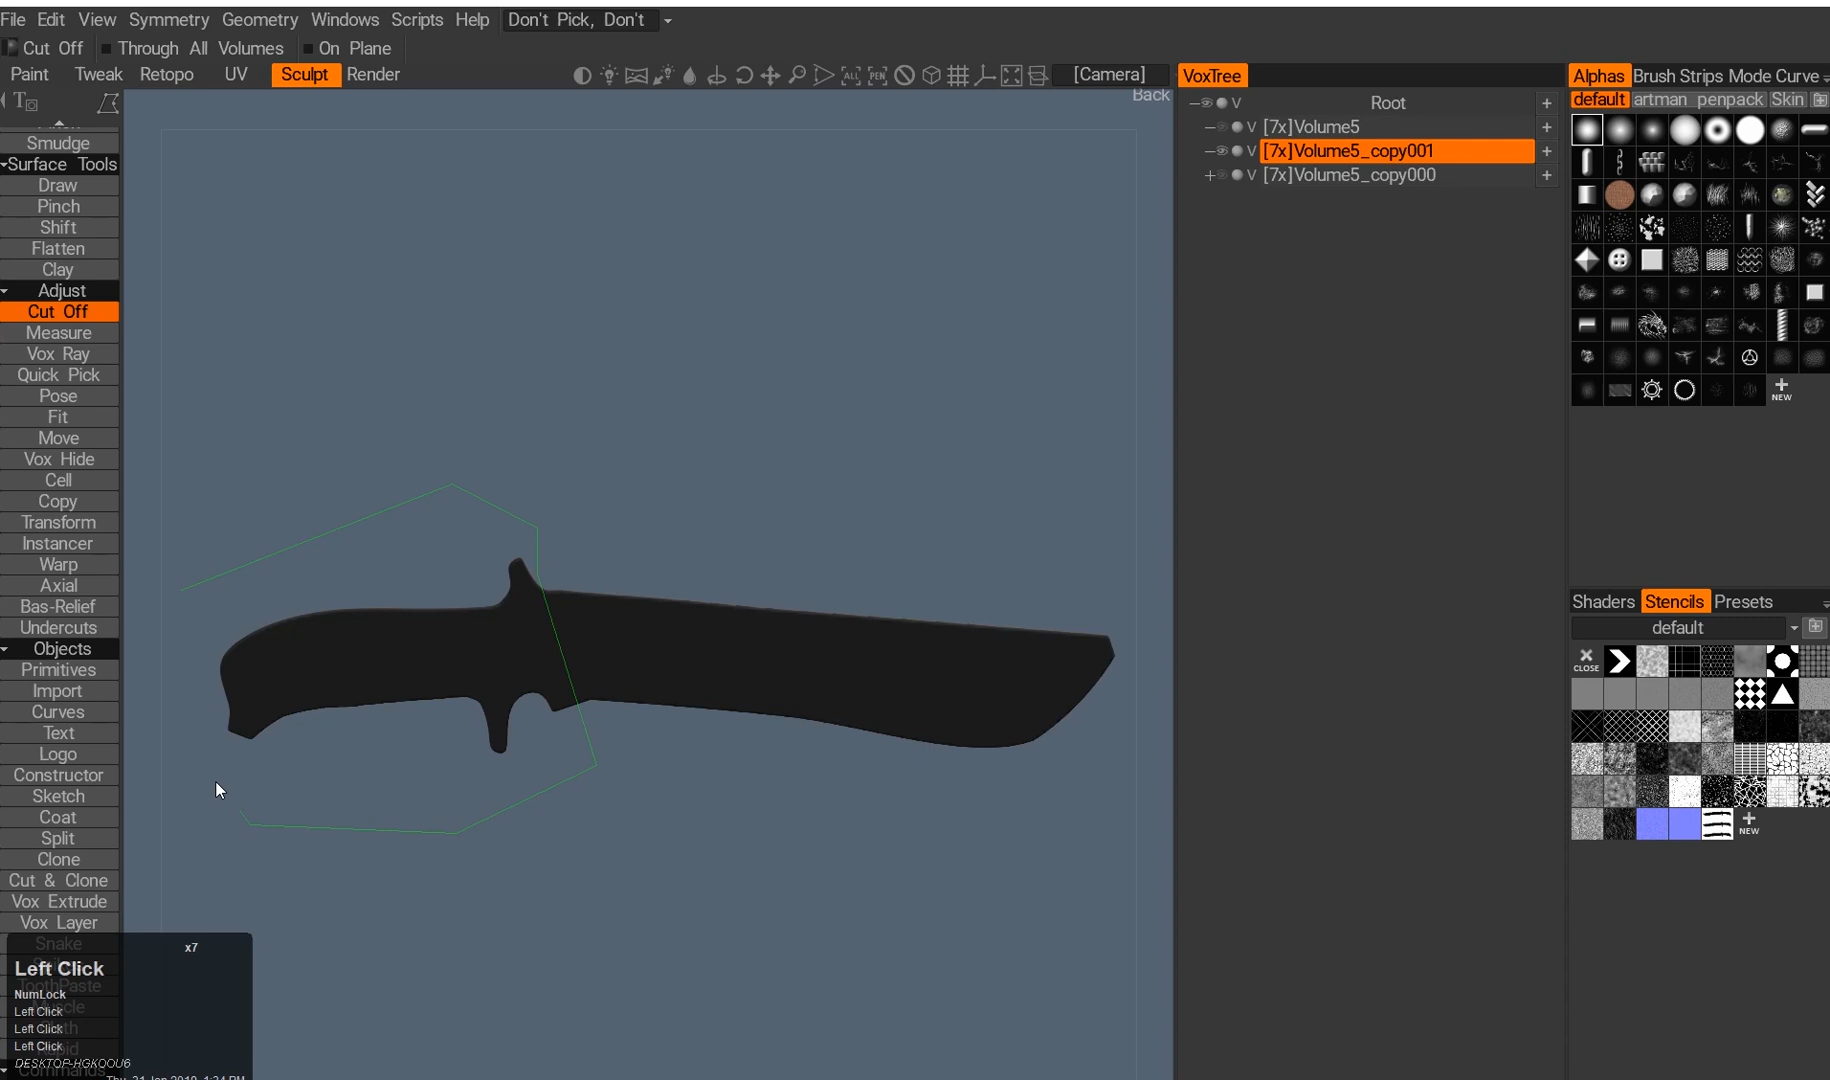 File Edit View Symmetry Geometry Windows Scripts Help Don't Pick, Don't
Cut Off Through All Volumes On Plane
Paint Tweak Retopo UV Sculpt Render ALL PEN [Camera]
Back
Smudge
Surface Tools
Draw
Pinch
Shift
Flatten
Clay
Adjust
Cut Off
Measure
Vox Ray
Quick Pick
Pose
Fit
Move
Vox Hide
Cell
Copy
Transform
Instancer
Warp
Axial
Bas-Relief
Undercuts
Objects
Primitives
Import
Curves
Text
Logo
Constructor
Sketch
Coat
Split
Clone
Cut & Clone
Vox Extrude
Vox Layer
Snake
ToothPaste
Muscle
x7
Left Click
NumLock
Left Click
Left Click
Left Click
DESKTOP-HGKQOU6
VoxTree
V Root +
V [7x]Volume5 +
V [7x]Volume5_copy001 +
V [7x]Volume5_copy000 +
Alphas Brush Strips Mode Curve
default artman penpack Skin
NEW
Shaders Stencils Presets
default
CLOSE
NEW